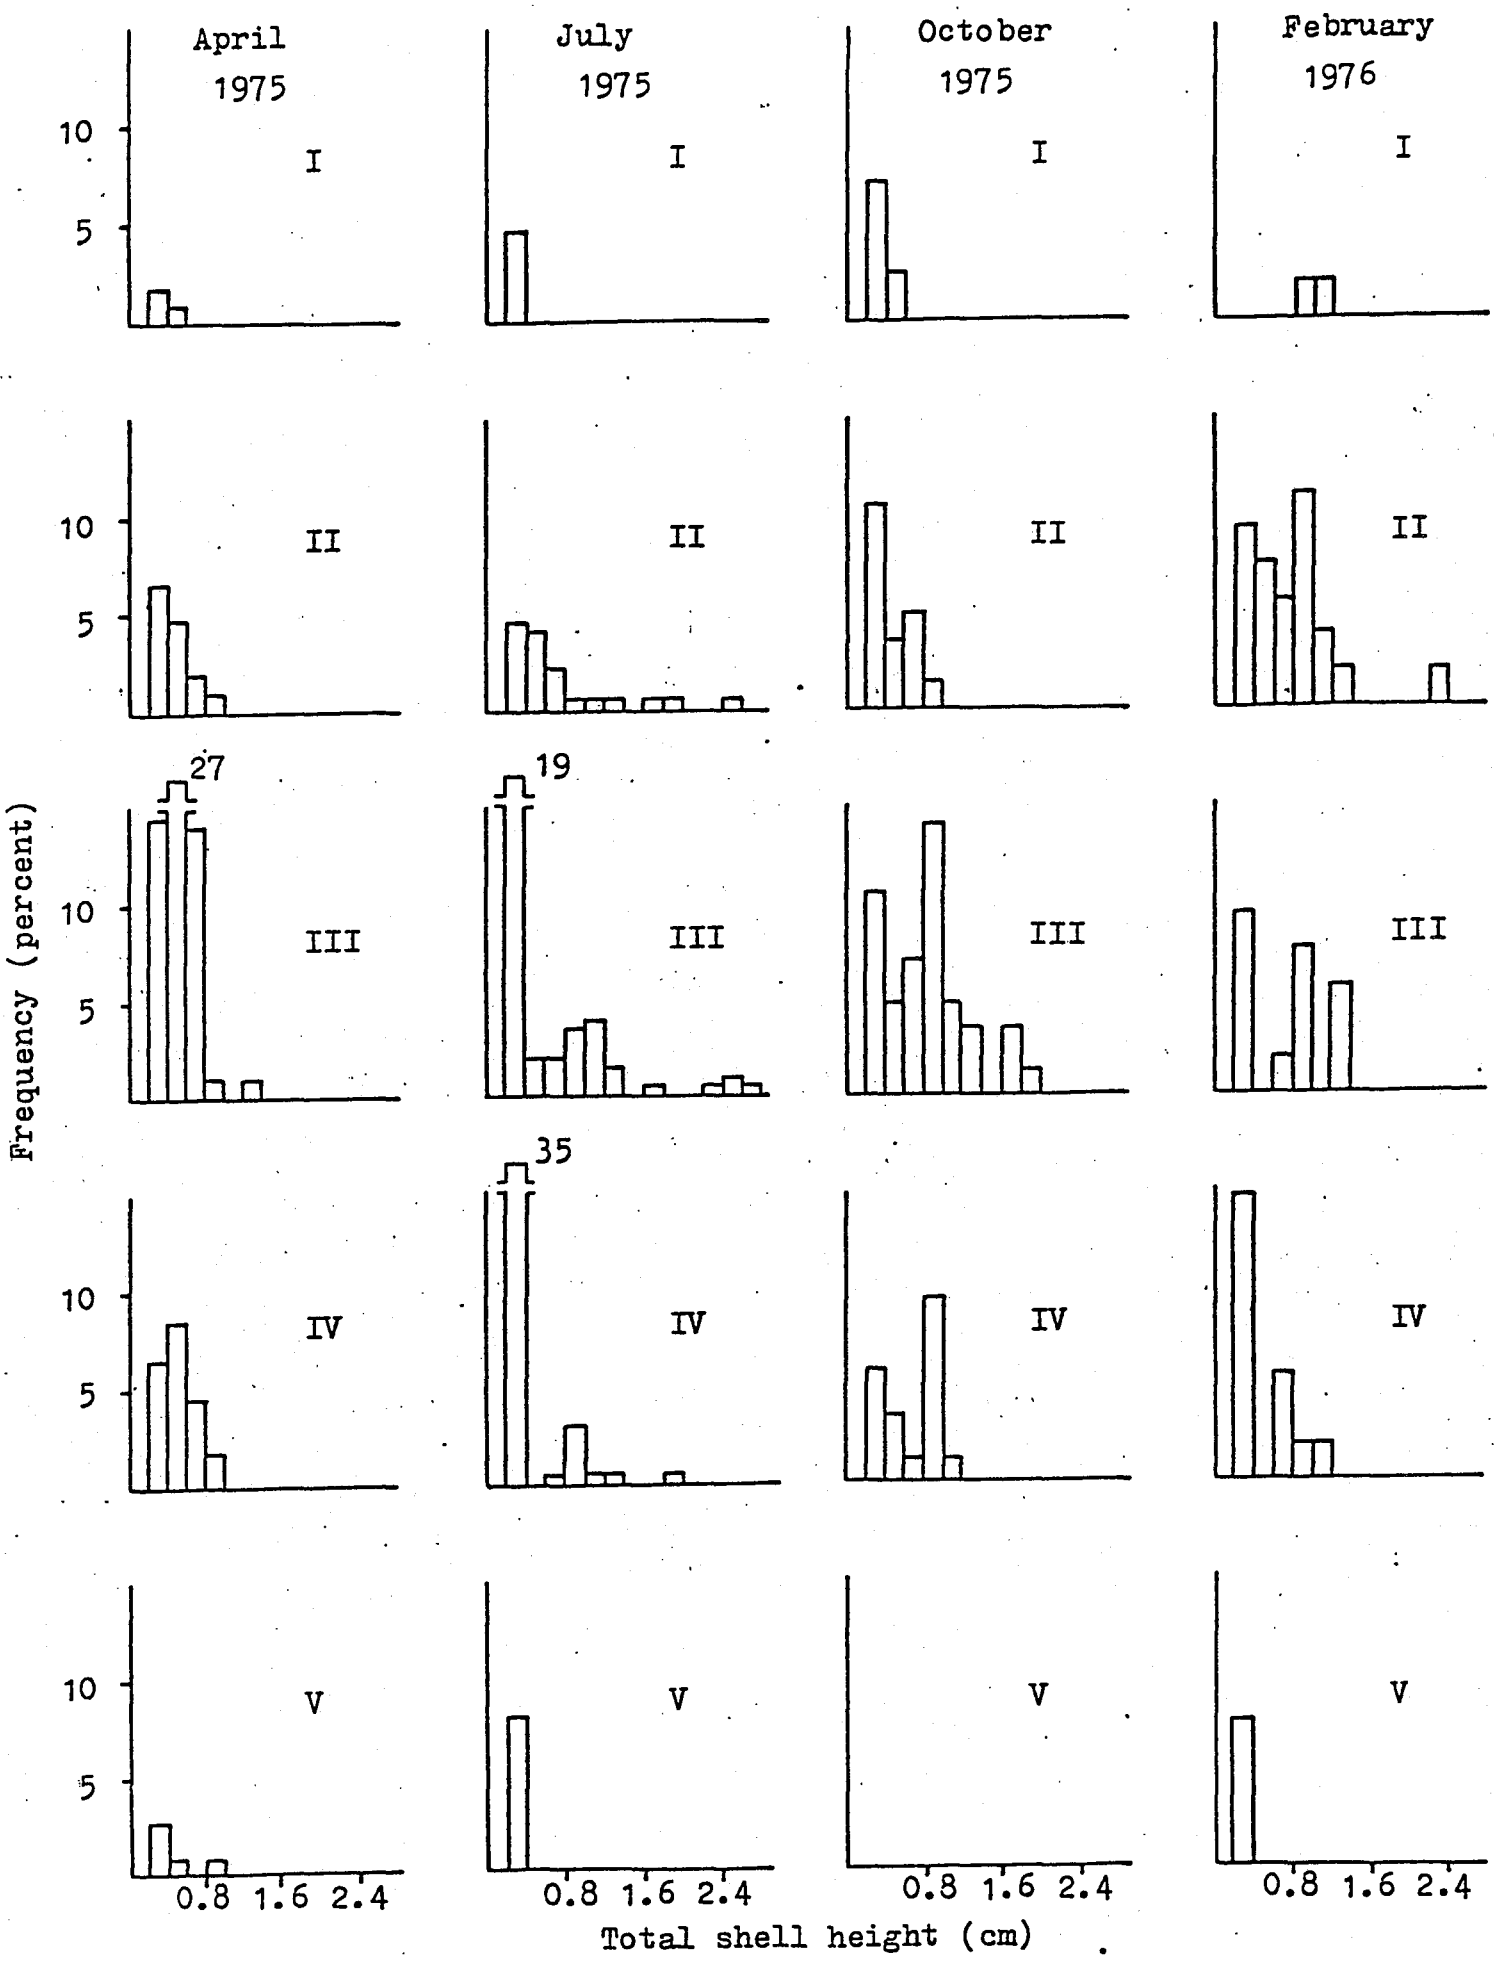 April July October February
1975 1975 1975 1976
10 I I I I
5
10 II II II II
5
27 19
10 III III III III
5
35
10 IV IV IV IV
5
10 V V V V
5
0.8 1.6 2.4 0.8 1.6 2.4 0.8 1.6 2.4 0.8 1.6 2.4
Frequency (percent)
Total shell height (cm)